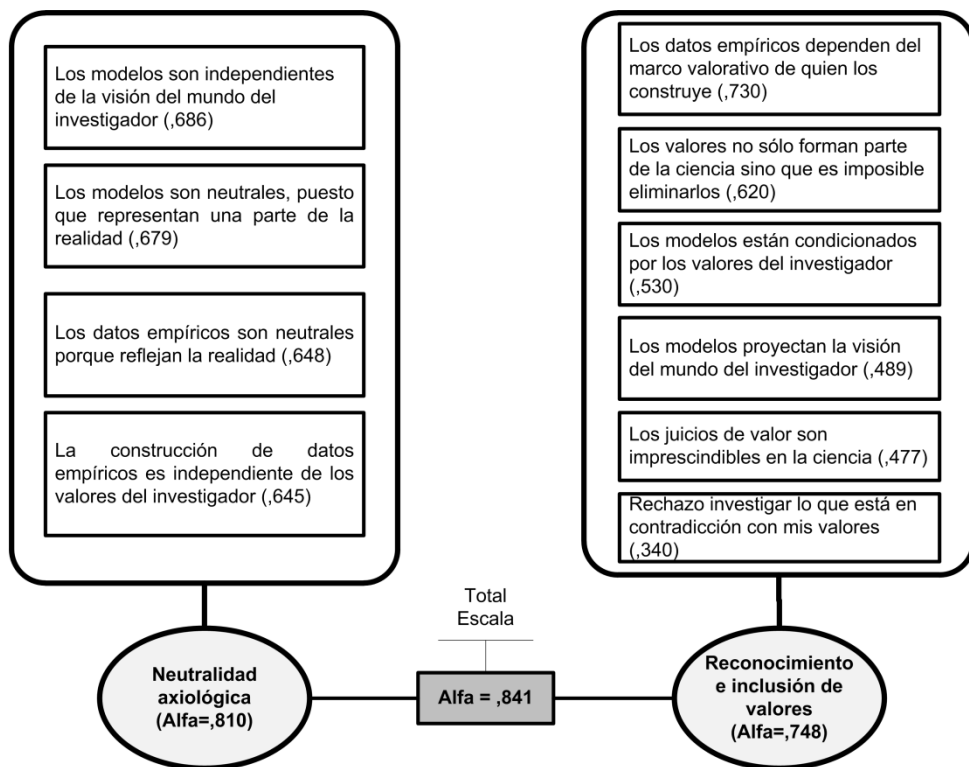 Los modelos son independientes
de la visión del mundo del
investigador (,686)
Los modelos son neutrales, puesto
que representan una parte de la
realidad (,679)
Los datos empíricos son neutrales
porque reflejan la realidad (,648)
La construcción de datos
empíricos es independiente de los
valores del investigador (,645)
Neutralidad
axiológica
(Alfa=,810)
Total
Escala
Alfa = ,841
Los datos empíricos dependen del
marco valorativo de quien los
construye (,730)
Los valores no sólo forman parte
de la ciencia sino que es imposible
eliminarlos (,620)
Los modelos están condicionados
por los valores del investigador
(,530)
Los modelos proyectan la visión
del mundo del investigador (,489)
Los juicios de valor son
imprescindibles en la ciencia (,477)
Rechazo investigar lo que está en
contradicción con mis valores
(,340)
Reconocimiento
e inclusión de
valores
(Alfa=,748)